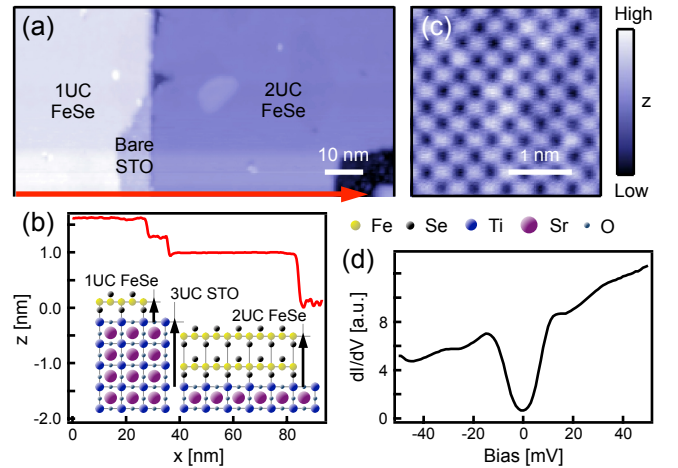 (a)
1UC
FeSe
2UC
FeSe
Bare
STO
10 nm
(c)
1 nm
High
z
Low
(b)
z [nm]
1.0
0.0
-1.0
-2.0
1UC FeSe
3UC STO
2UC FeSe
0
20
40
60
80
x [nm]
Fe
Se
Ti
Sr
O
(d)
dI/dV [a.u.]
12
8
4
0
-40
-20
0
20
40
Bias [mV]